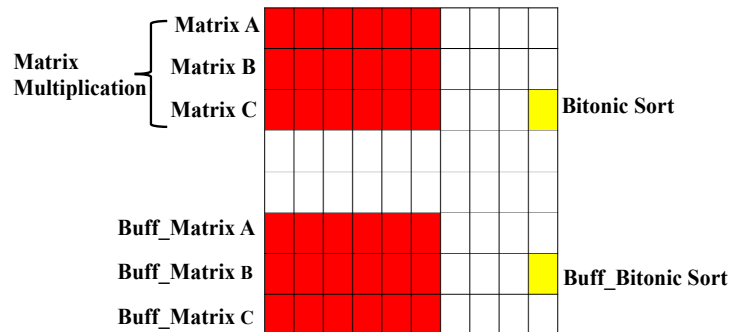 Matrix A
Matrix
Multiplication
Matrix B
Matrix C
Bitonic Sort
Buff_Matrix A
Buff_Matrix B
Buff_Bitonic Sort
Buff_Matrix C